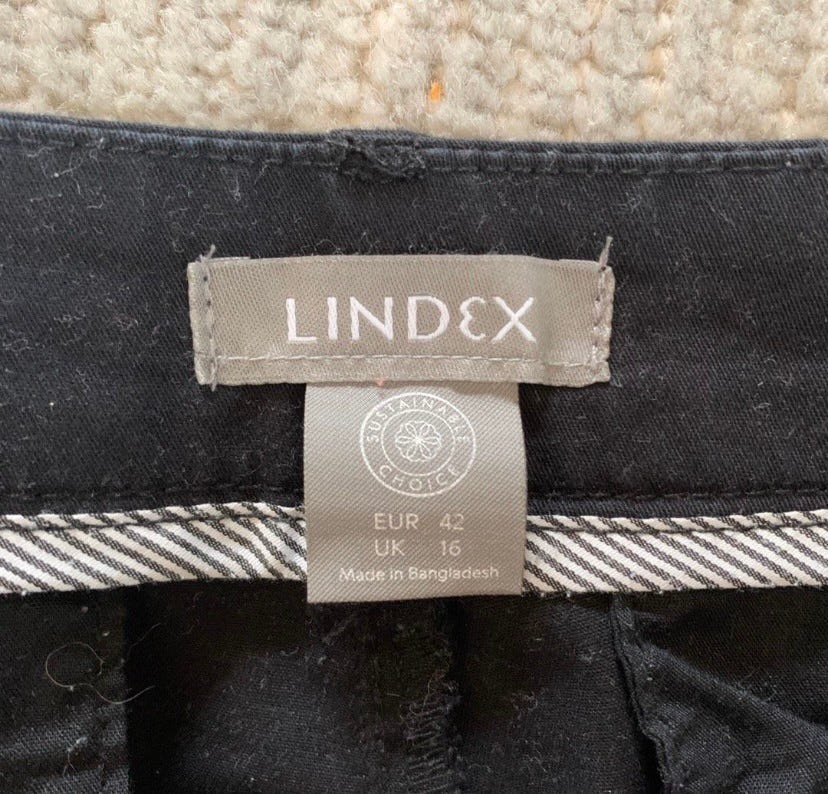 LINDEX
SUSTAINABLE
CHOICE
EUR 42
UK 16
Made in Bangladesh